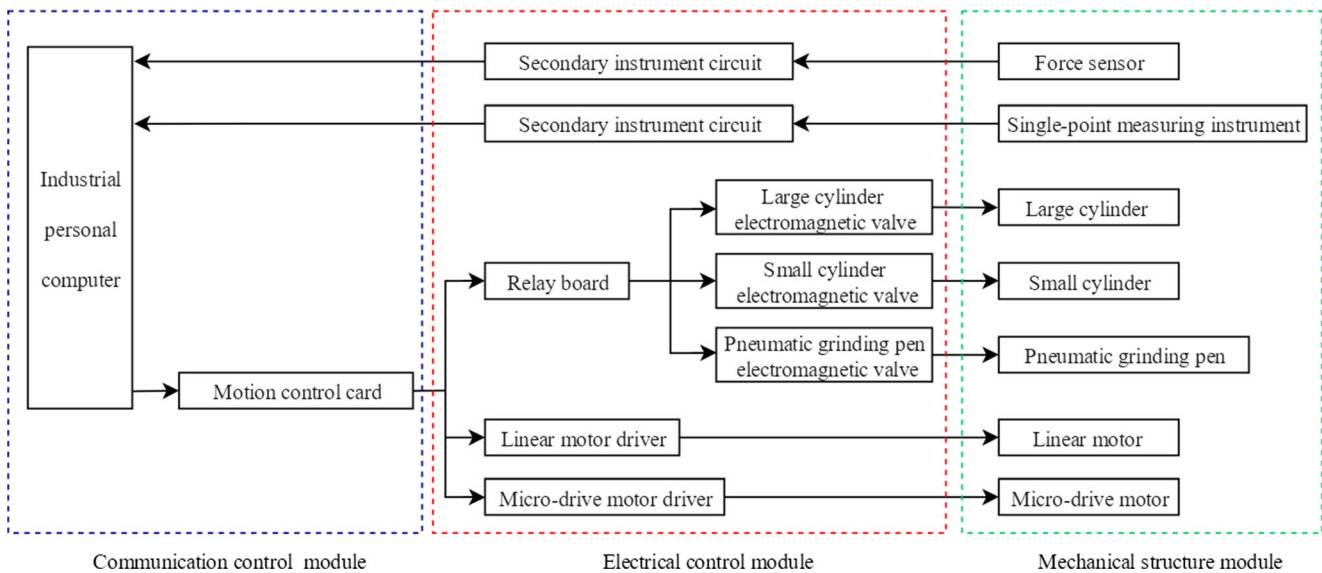 Secondary instrument circuit
Force sensor
Secondary instrument circuit
Single-point measuring instrument
Industrial
personal
computer
Large cylinder
electromagnetic valve
Large cylinder
Relay board
Small cylinder
electromagnetic valve
Small cylinder
Pneumatic grinding pen
electromagnetic valve
Pneumatic grinding pen
Motion control card
Linear motor driver
Linear motor
Micro-drive motor driver
Micro-drive motor
Communication control module
Electrical control module
Mechanical structure module